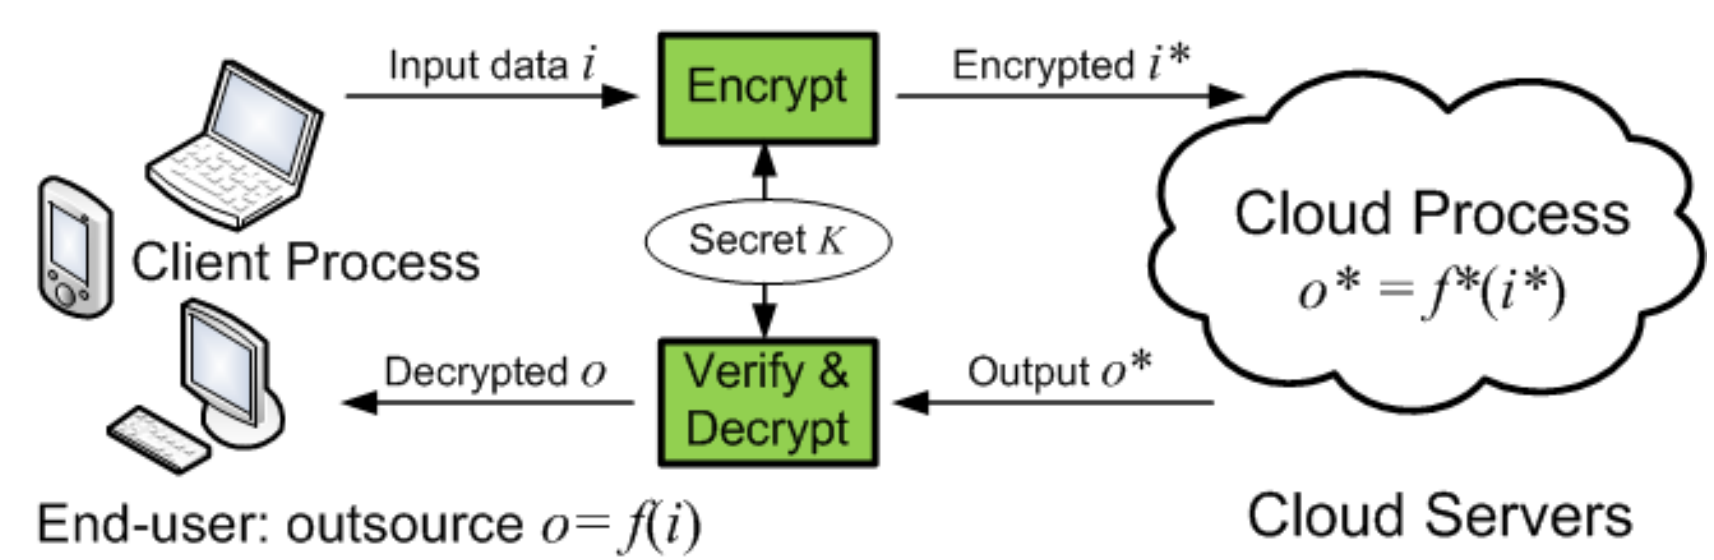 Input data i
Encrypt
Encrypted i*
Client Process
Secret K
Cloud Process
o* = f*(i*)
Decrypted o
Verify &
Decrypt
Output o*
End-user: outsource o= f(i)
Cloud Servers